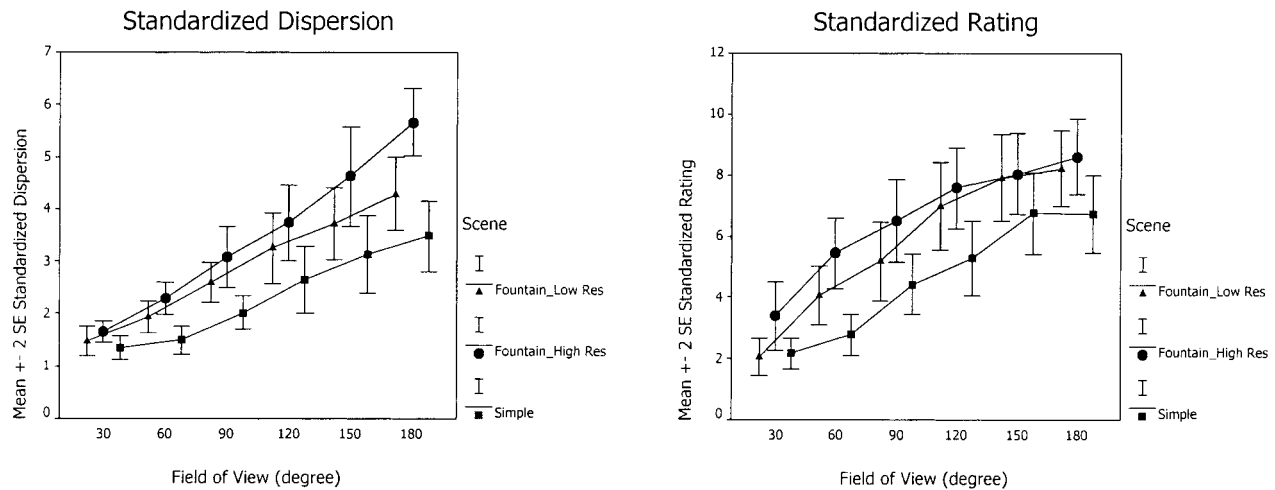 Standardized Dispersion
7
6
5
4
3
2
1
0
Mean +- 2 SE Standardized Dispersion
30 60 90 120 150 180
Field of View (degree)
Scene
Fountain_Low Res
Fountain_High Res
Simple
Standardized Rating
12
10
8
6
4
2
0
Mean +- 2 SE Standardized Rating
30 60 90 120 150 180
Field of View (degree)
Scene
Fountain_Low Res
Fountain_High Res
Simple